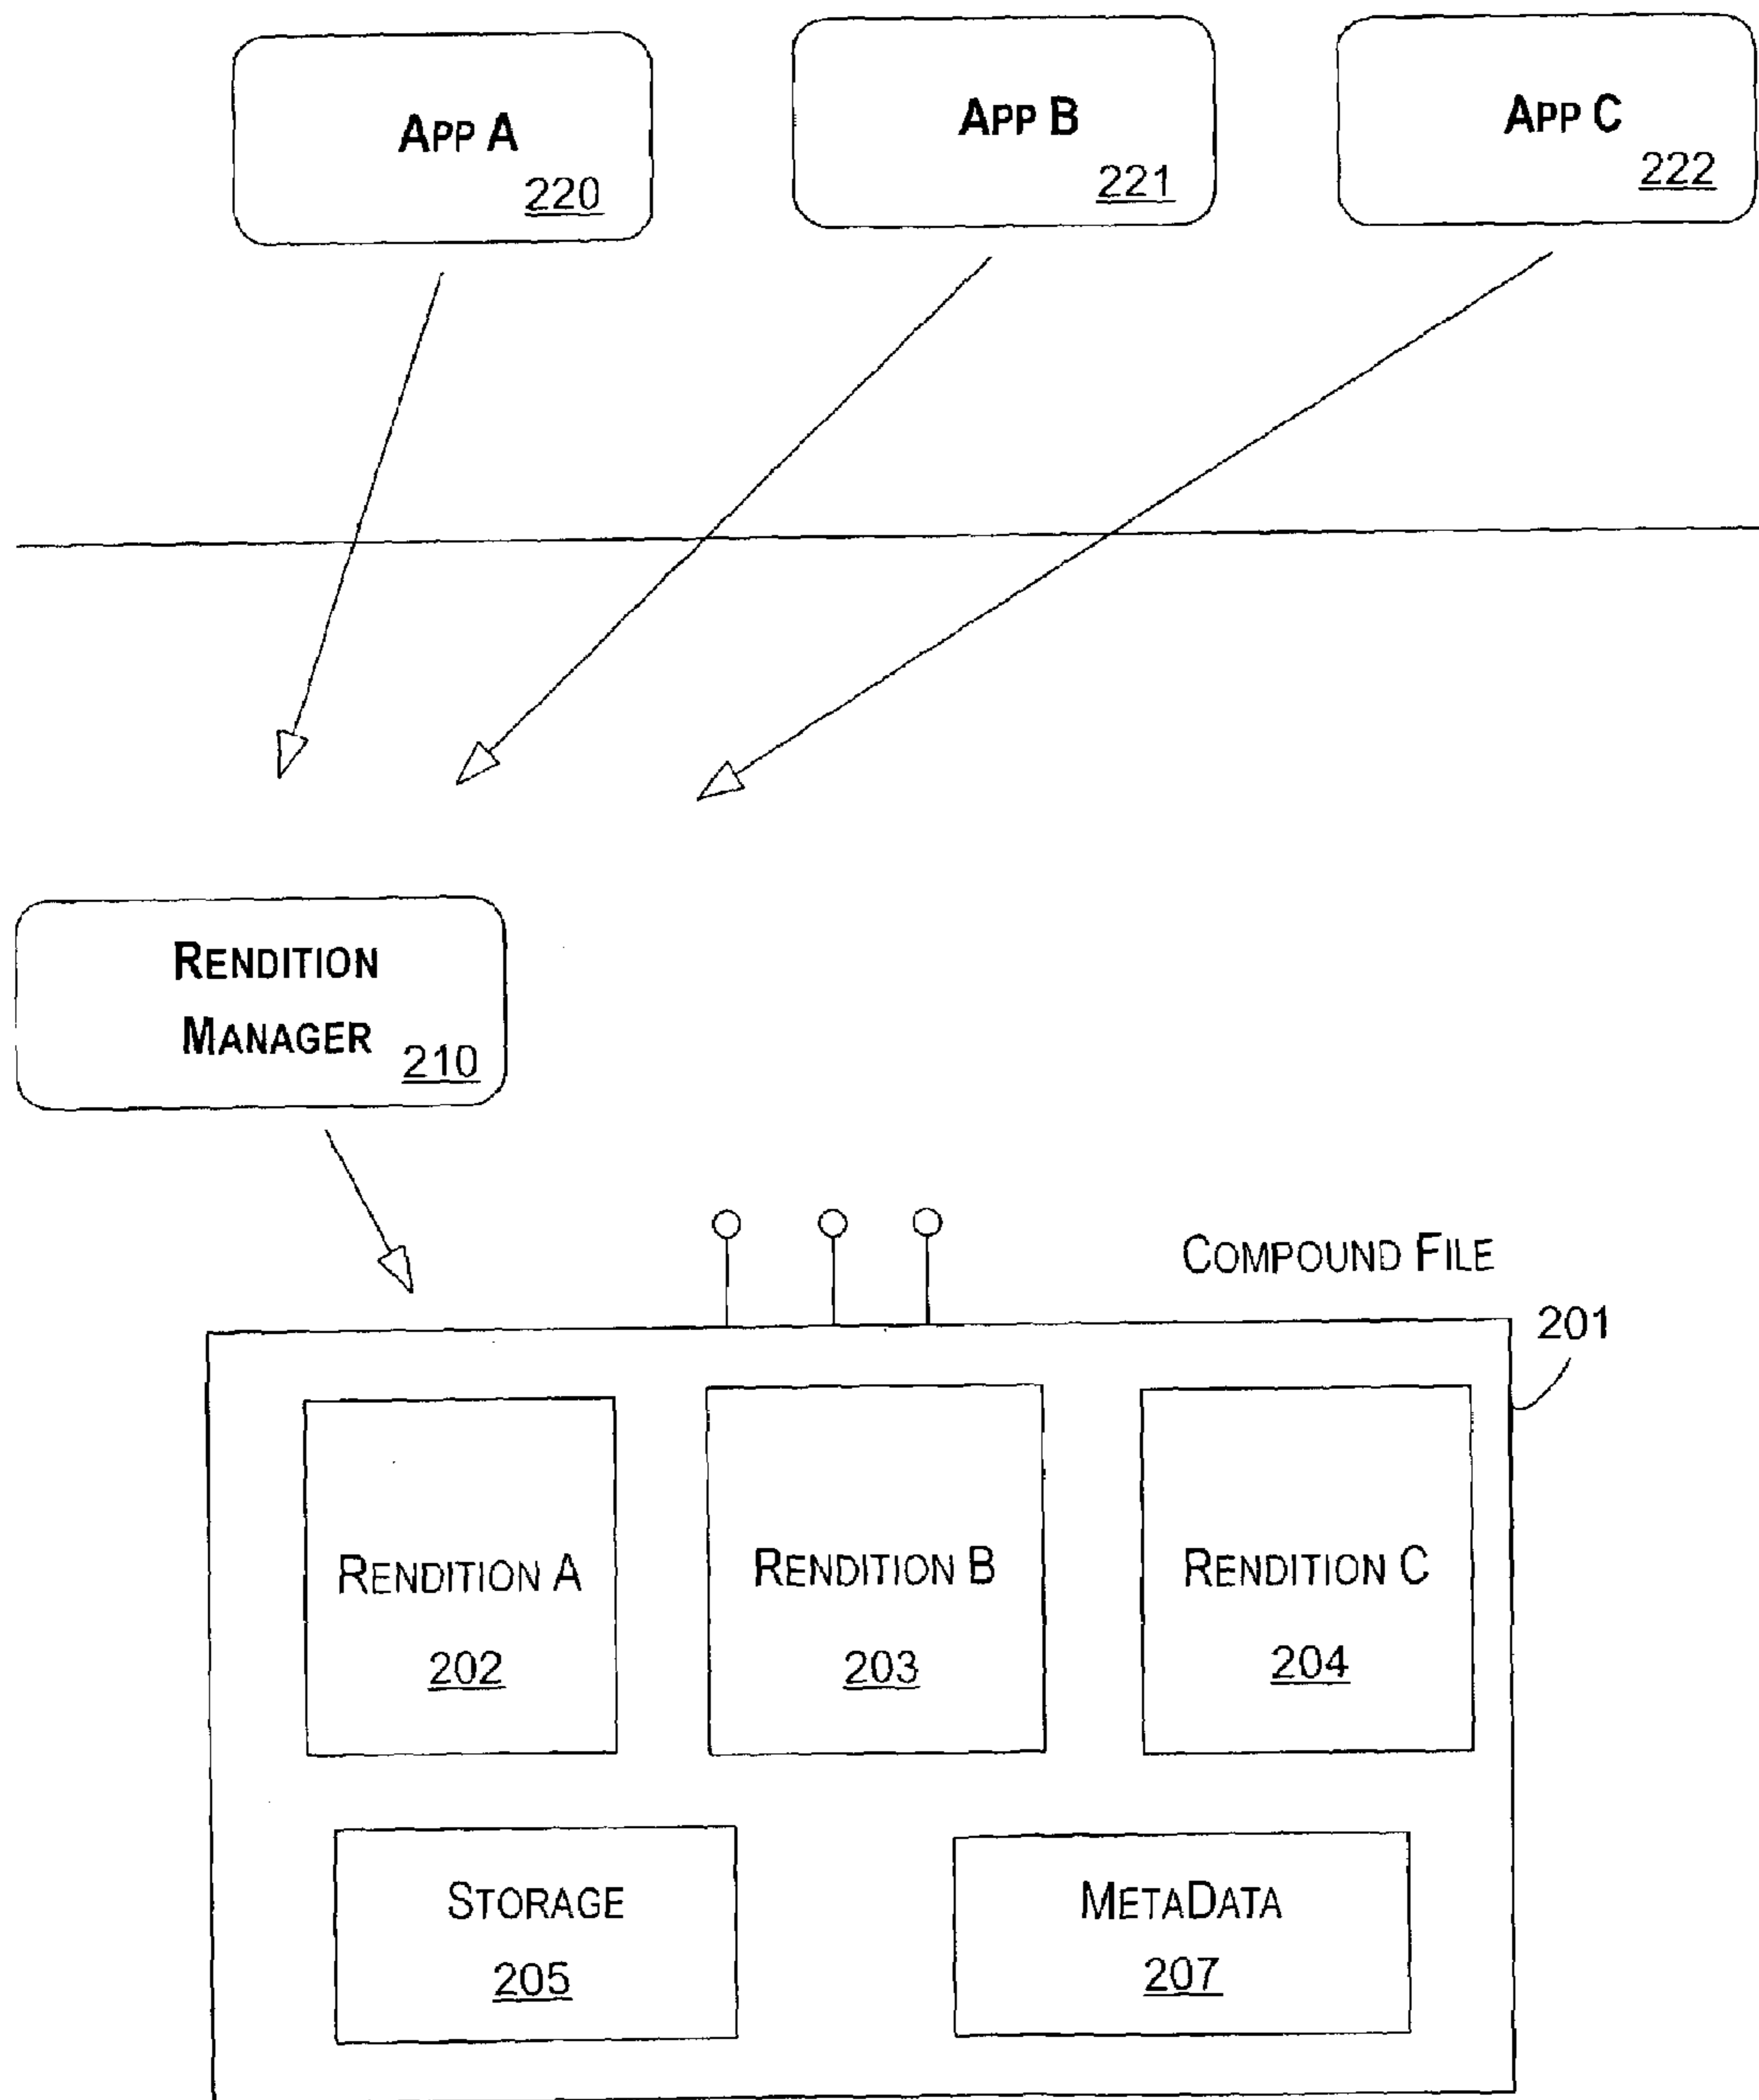 APP A
220
APP B
221
APP C
222
RENDITION
MANAGER
210
COMPOUND FILE
201
RENDITION A
202
RENDITION B
203
RENDITION C
204
STORAGE
205
METADATA
207